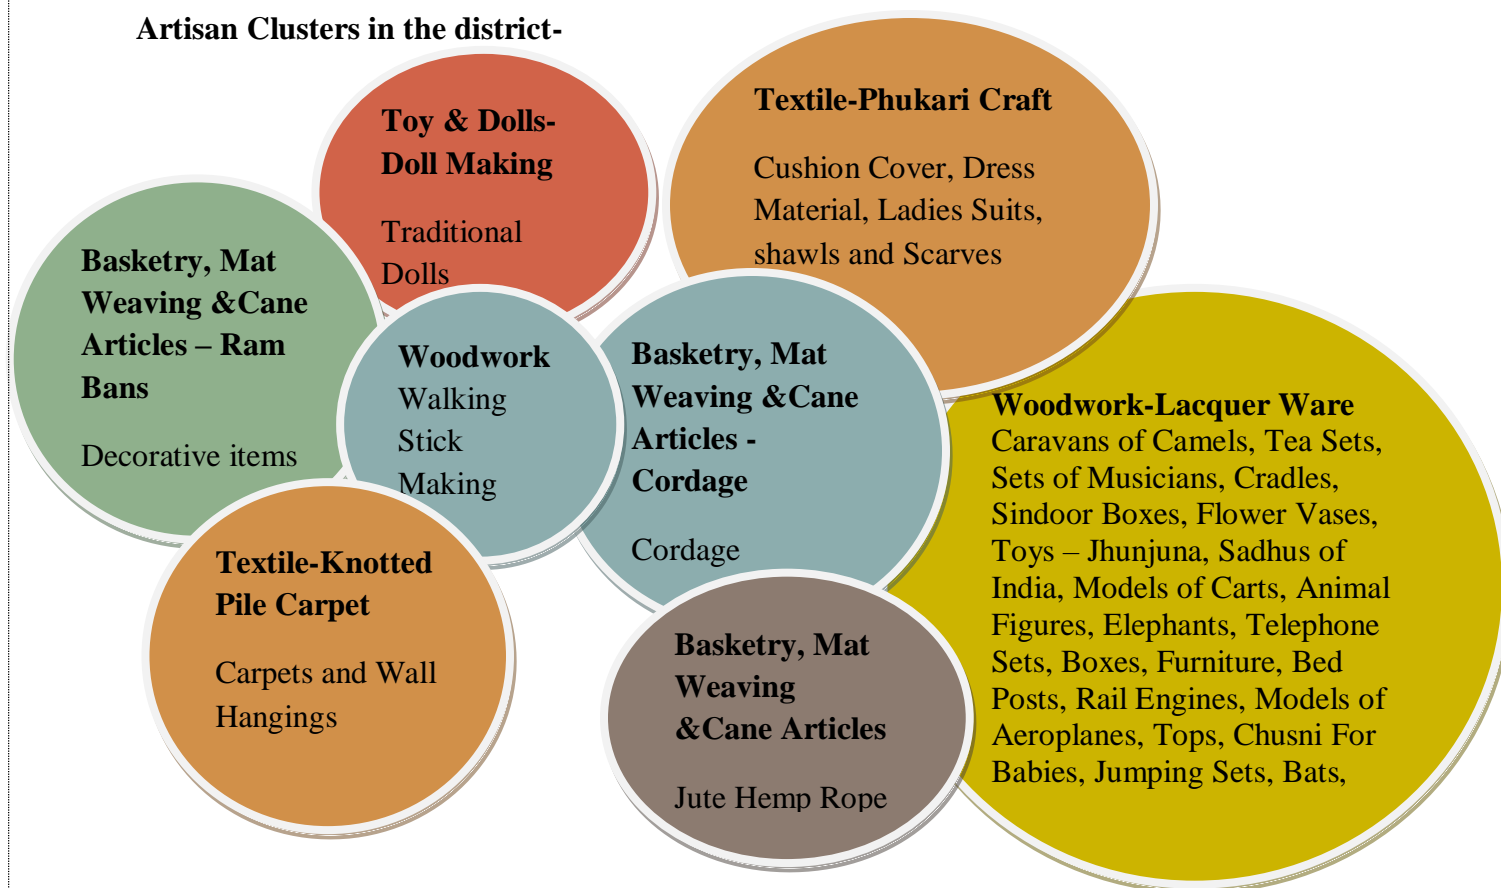 Artisan Clusters in the district-
Toy & Dolls-
Doll Making
Traditional
Dolls
Textile-Phukari Craft
Cushion Cover, Dress
Material, Ladies Suits,
shawls and Scarves
Basketry, Mat
Weaving &Cane
Articles – Ram
Bans
Decorative items
Woodwork
Walking
Stick
Making
Basketry, Mat
Weaving &Cane
Articles -
Cordage
Cordage
Woodwork-Lacquer Ware
Caravans of Camels, Tea Sets,
Sets of Musicians, Cradles,
Sindoor Boxes, Flower Vases,
Toys – Jhunjuna, Sadhus of
India, Models of Carts, Animal
Figures, Elephants, Telephone
Sets, Boxes, Furniture, Bed
Posts, Rail Engines, Models of
Aeroplanes, Tops, Chusni For
Babies, Jumping Sets, Bats,
Textile-Knotted
Pile Carpet
Carpets and Wall
Hangings
Basketry, Mat
Weaving
&Cane Articles
Jute Hemp Rope